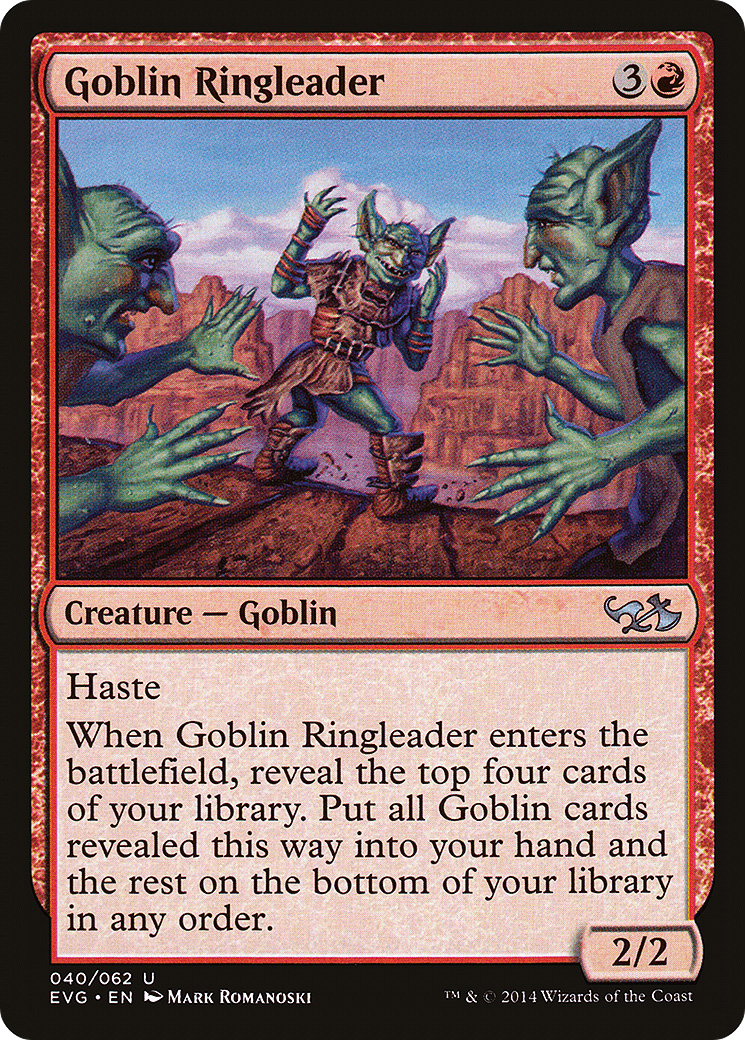 Goblin Ringleader 3
Creature — Goblin
Haste
When Goblin Ringleader enters the
battlefield, reveal the top four cards
of your library. Put all Goblin cards
revealed this way into your hand and
the rest on the bottom of your library
in any order.
2/2
040/062 U
EVG • EN Mark Romanoski
™ & © 2014 Wizards of the Coast